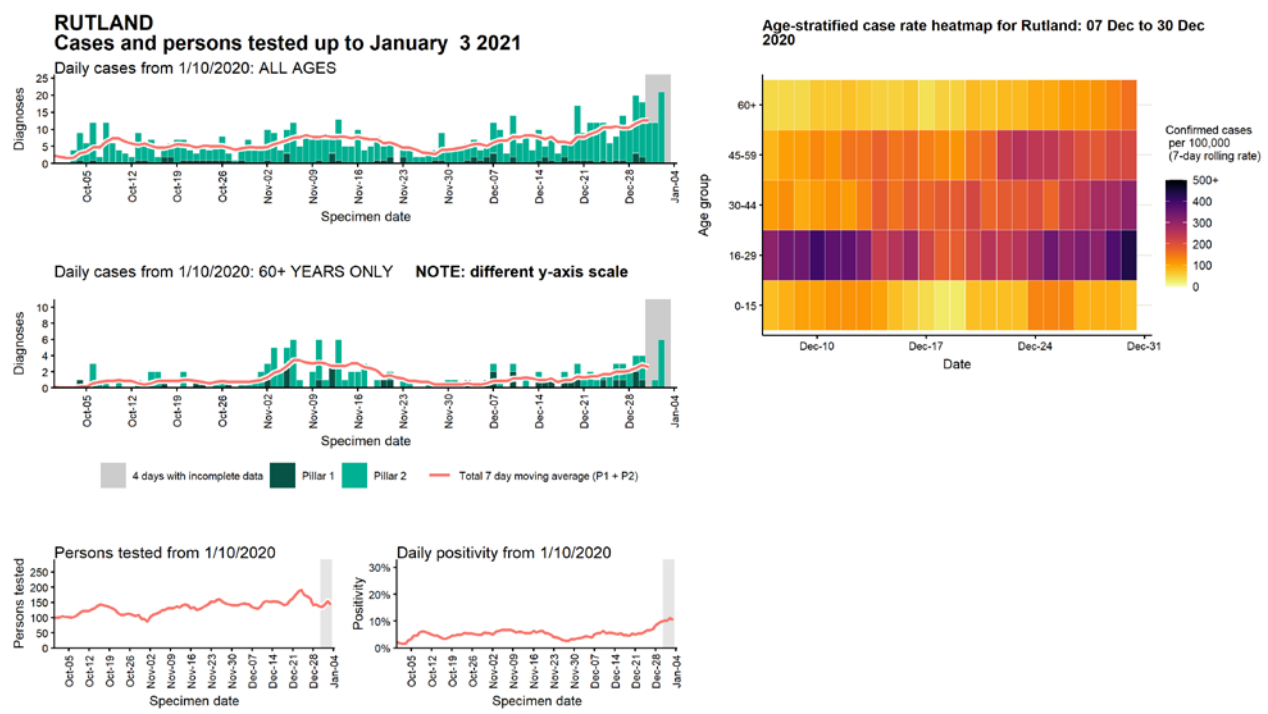 RUTLAND
Cases and persons tested up to January 3 2021
Daily cases from 1/10/2020: ALL AGES
Diagnoses
25
20
15
10
5
0
Oct-05
Oct-12
Oct-19
Oct-26
Nov-02
Nov-09
Nov-16
Nov-23
Nov-30
Dec-07
Dec-14
Dec-21
Dec-28
Jan-04
Specimen date
Daily cases from 1/10/2020: 60+ YEARS ONLY NOTE: different y-axis scale
Diagnoses
10
8
6
4
2
0
Oct-05
Oct-12
Oct-19
Oct-26
Nov-02
Nov-09
Nov-16
Nov-23
Nov-30
Dec-07
Dec-14
Dec-21
Dec-28
Jan-04
Specimen date
4 days with incomplete data
Pillar 1
Pillar 2
Total 7 day moving average (P1 + P2)
Persons tested from 1/10/2020
Persons tested
250
200
150
100
50
0
Oct-05
Oct-12
Oct-19
Oct-26
Nov-02
Nov-09
Nov-16
Nov-23
Nov-30
Dec-07
Dec-14
Dec-21
Dec-28
Jan-04
Specimen date
Daily positivity from 1/10/2020
Positivity
30%
20%
10%
0%
Oct-05
Oct-12
Oct-19
Oct-26
Nov-02
Nov-09
Nov-16
Nov-23
Nov-30
Dec-07
Dec-14
Dec-21
Dec-28
Jan-04
Specimen date
Age-stratified case rate heatmap for Rutland: 07 Dec to 30 Dec
2020
Age group
60+
45-59
30-44
16-29
0-15
Dec-10
Dec-17
Dec-24
Dec-31
Date
Confirmed cases
per 100,000
(7-day rolling rate)
500+
400
300
200
100
0